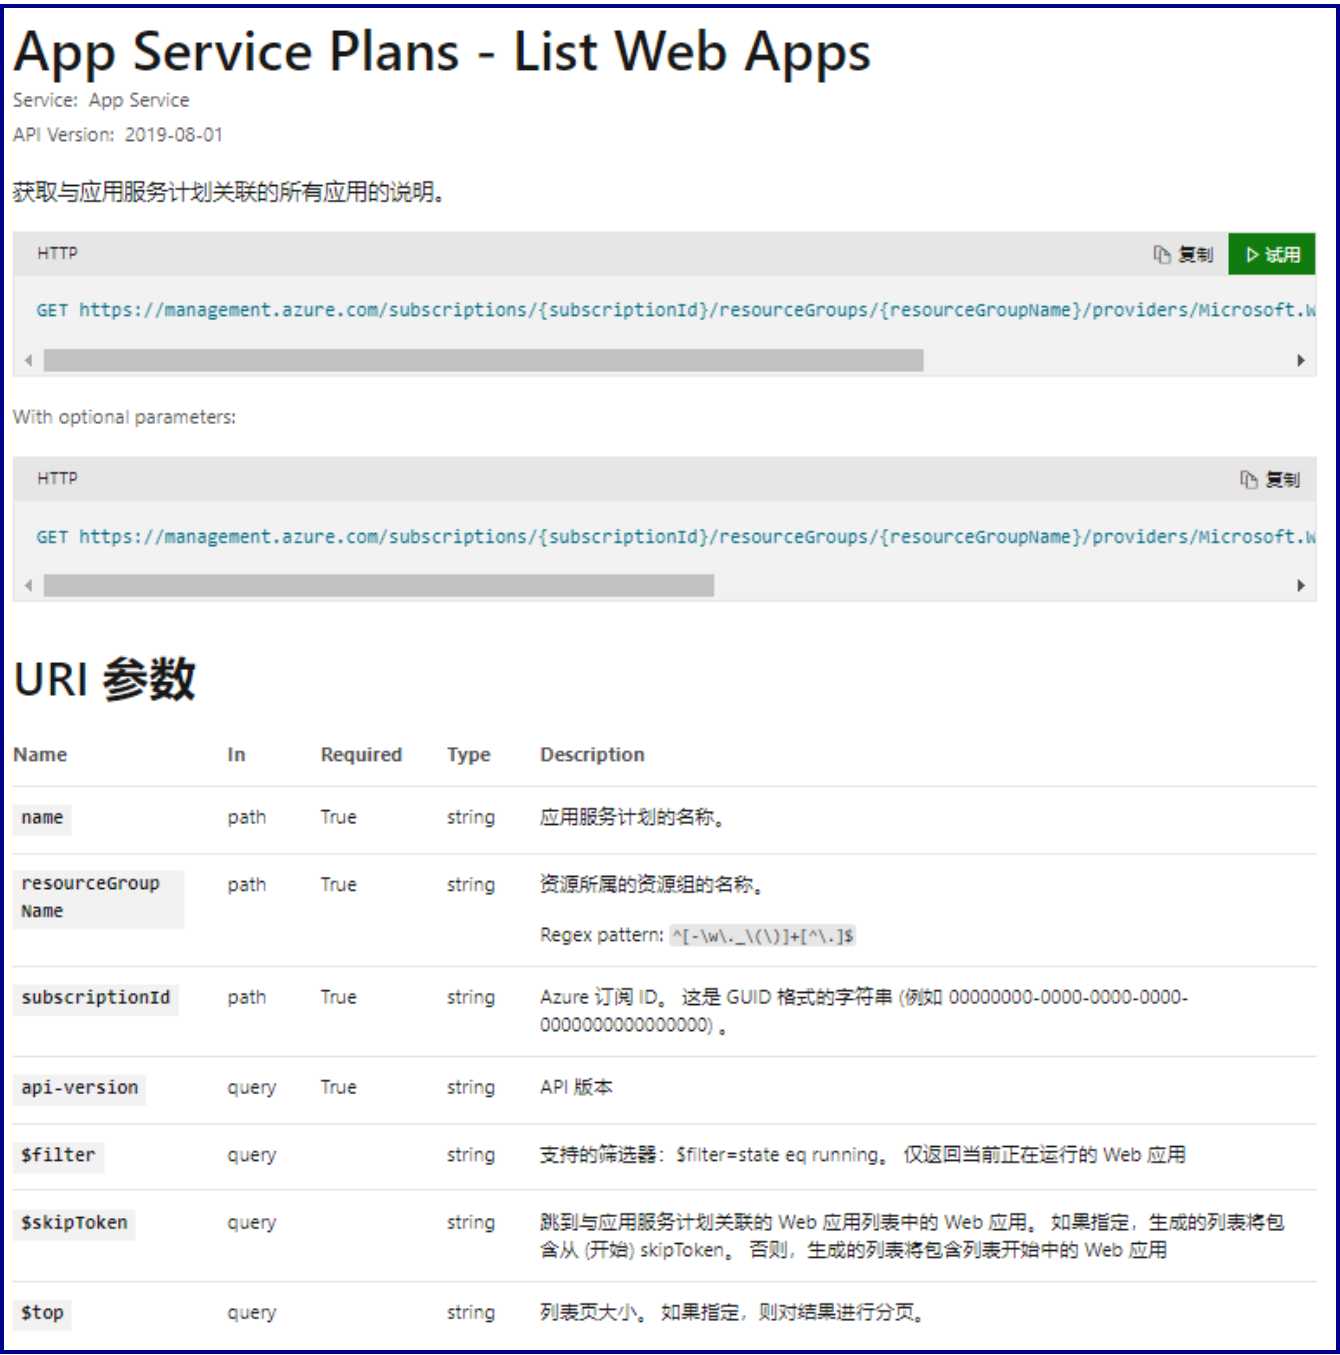 App Service Plans - List Web Apps
Service: App Service
API Version: 2019-08-01
获取与应用服务计划关联的所有应用的说明。
HTTP 复制 试用
GET https://management.azure.com/subscriptions/{subscriptionId}/resourceGroups/{resourceGroupName}/providers/Microsoft.W
With optional parameters:
HTTP 复制
GET https://management.azure.com/subscriptions/{subscriptionId}/resourceGroups/{resourceGroupName}/providers/Microsoft.W
URI 参数
Name In Required Type Description
name path True string 应用服务计划的名称。
resourceGroup path True string 资源所属的资源组的名称。
Name
Regex pattern: ^[-\w\._\(\)]+[^\.]$
subscriptionId path True string Azure 订阅 ID。 这是 GUID 格式的字符串 (例如 00000000-0000-0000-0000-
0000000000000000) 。
api-version query True string API 版本
$filter query string 支持的筛选器：$filter=state eq running。 仅返回当前正在运行的 Web 应用
$skipToken query string 跳到与应用服务计划关联的 Web 应用列表中的 Web 应用。 如果指定，生成的列表将包
含从 (开始) skipToken。 否则，生成的列表将包含列表开始中的 Web 应用
$top query string 列表页大小。 如果指定，则对结果进行分页。